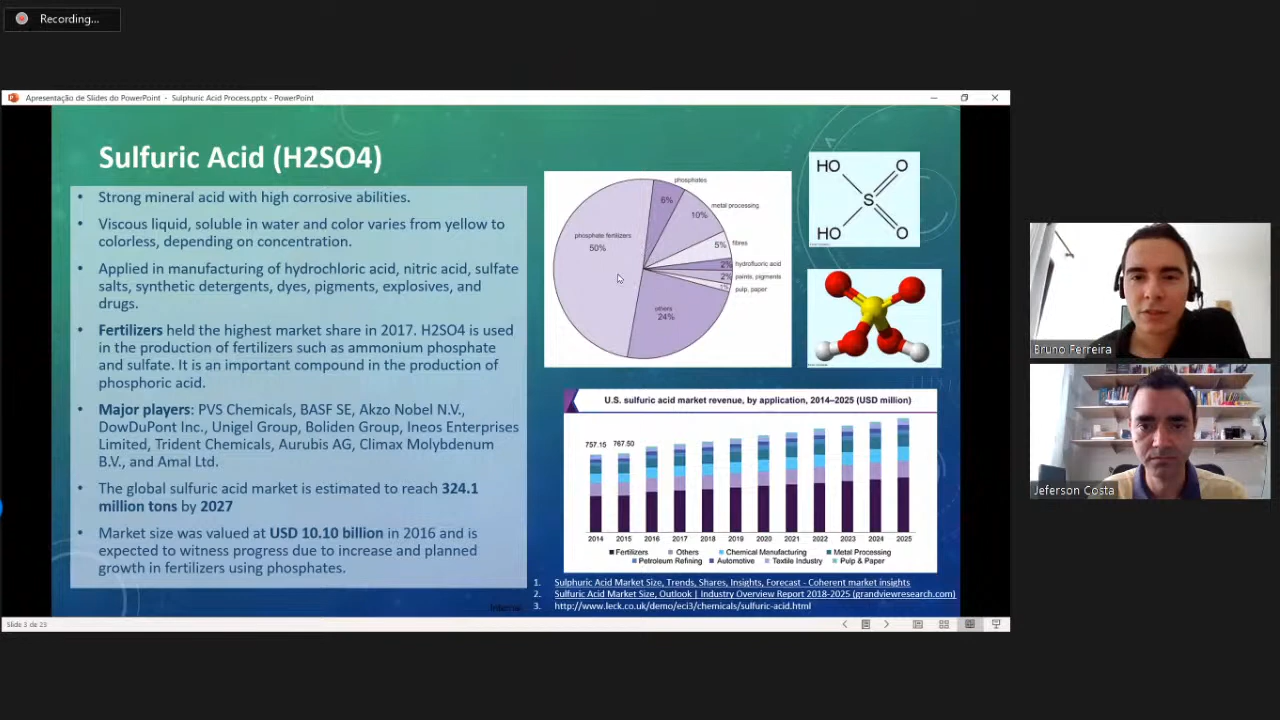 Recording...
Apresentação de Slides do PowerPoint - Sulphuric Acid Process.pptx - PowerPoint
Sulfuric Acid (H2SO4)
• Strong mineral acid with high corrosive abilities.
• Viscous liquid, soluble in water and color varies from yellow to
colorless, depending on concentration.
• Applied in manufacturing of hydrochloric acid, nitric acid, sulfate
salts, synthetic detergents, dyes, pigments, explosives, and
drugs.
• Fertilizers held the highest market share in 2017. H2SO4 is used
in the production of fertilizers such as ammonium phosphate
and sulfate. It is an important compound in the production of
phosphoric acid.
• Major players: PVS Chemicals, BASF SE, Akzo Nobel N.V.,
DowDuPont Inc., Unigel Group, Boliden Group, Ineos Enterprises
Limited, Trident Chemicals, Aurubis AG, Climax Molybdenum
B.V., and Amal Ltd.
• The global sulfuric acid market is estimated to reach 324.1
million tons by 2027
• Market size was valued at USD 10.10 billion in 2016 and is
expected to witness progress due to increase and planned
growth in fertilizers using phosphates.
phosphates
6%
metal processing
10%
fibres
5%
hydrofluoric acid
2%
paints, pigments
2%
pulp, paper
1%
others
24%
phosphate fertilizers
50%
HO O
S
HO O
U.S. sulfuric acid market revenue, by application, 2014–2025 (USD million)
757.15 767.50
2014 2015 2016 2017 2018 2019 2020 2021 2022 2023 2024 2025
Fertilizers Others Chemical Manufacturing Metal Processing
Petroleum Refining Automotive Textile Industry Pulp & Paper
1. Sulphuric Acid Market Size, Trends, Shares, Insights, Forecast - Coherent market insights
2. Sulfuric Acid Market Size, Outlook | Industry Overview Report 2018-2025 (grandviewresearch.com)
3. http://www.leck.co.uk/demo/eci3/chemicals/sulfuric-acid.html
Slide 3 de 23
Bruno Ferreira
Jeferson Costa